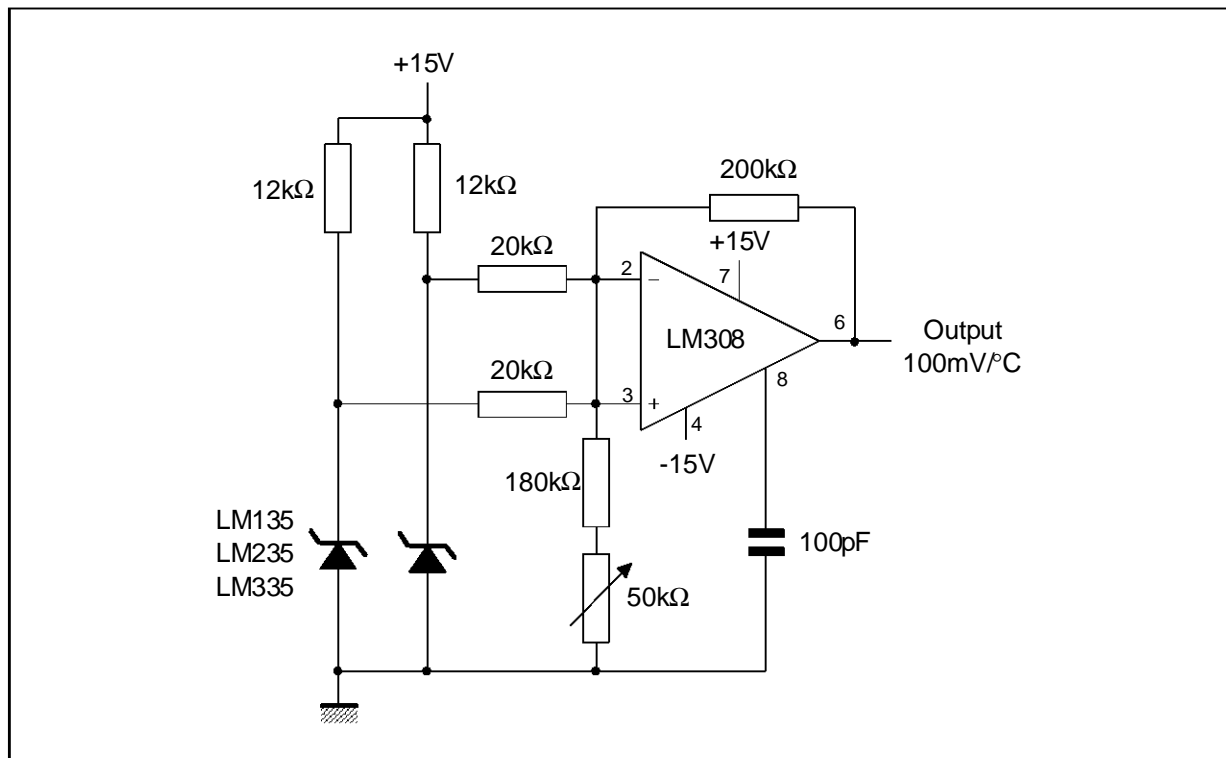 +15V
12kΩ
12kΩ
200kΩ
+15V
20kΩ
2
−
7
LM308
6
Output
100mV/°C
20kΩ
3
+
8
4
-15V
180kΩ
LM135
LM235
LM335
100pF
50kΩ